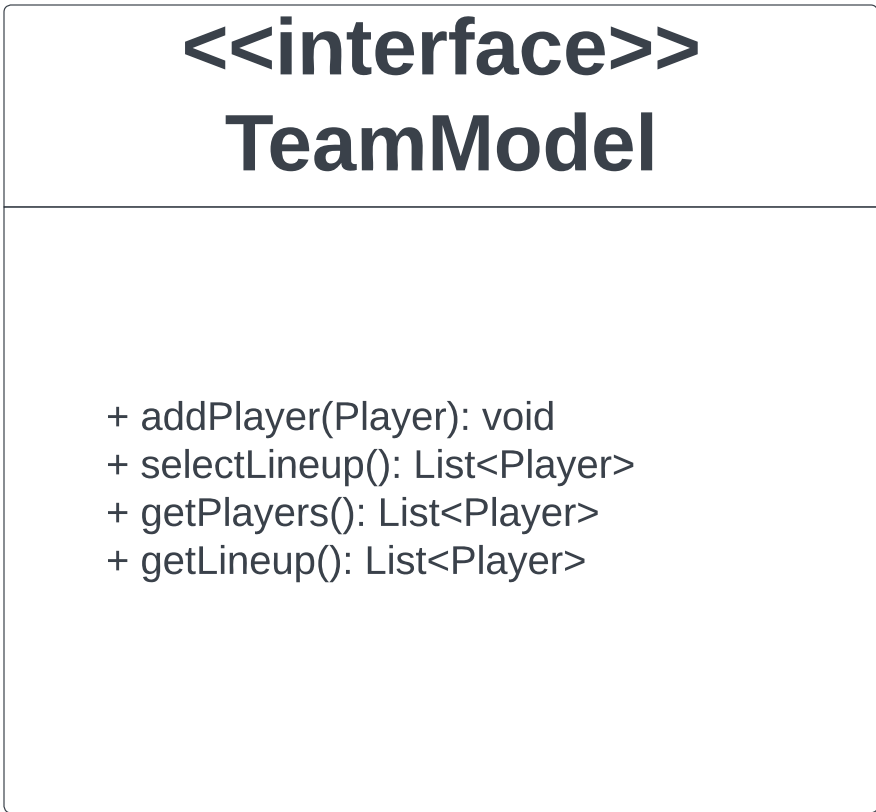 <<interface>>
TeamModel
+ addPlayer(Player): void
+ selectLineup(): List<Player>
+ getPlayers(): List<Player>
+ getLineup(): List<Player>